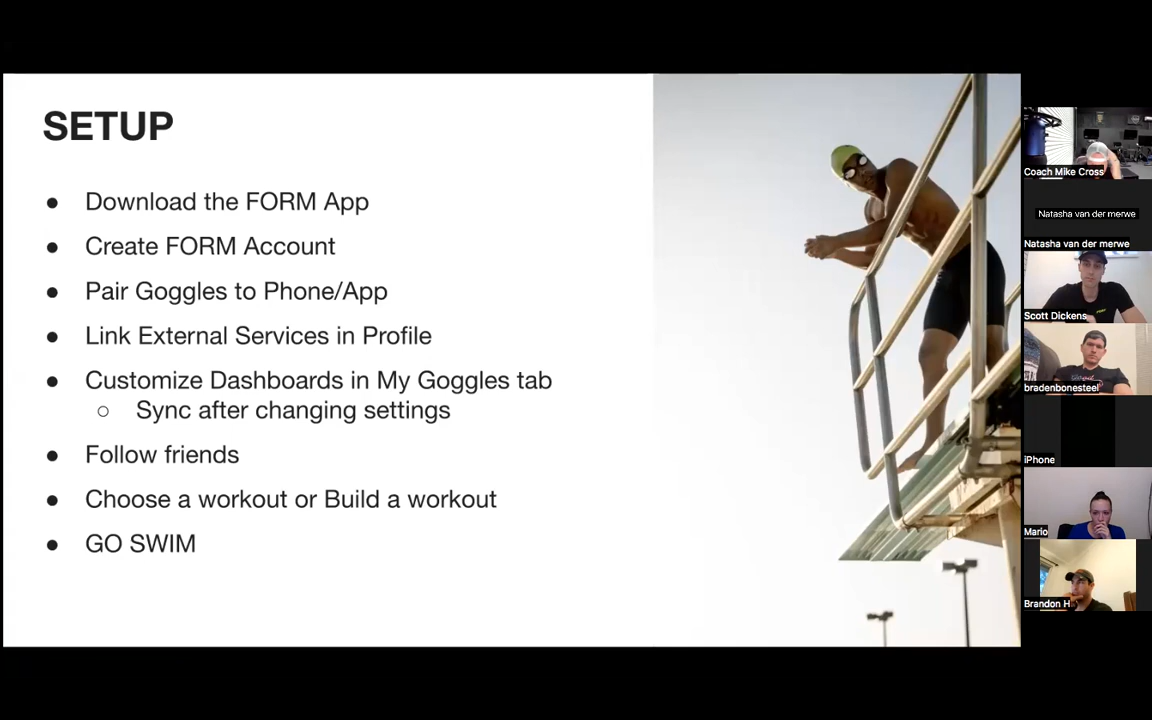 SETUP
● Download the FORM App
● Create FORM Account
● Pair Goggles to Phone/App
● Link External Services in Profile
● Customize Dashboards in My Goggles tab
○ Sync after changing settings
● Follow friends
● Choose a workout or Build a workout
● GO SWIM
Coach Mike Cross
Natasha van der merwe
Natasha van der merwe
Scott Dickens
bradenbonesteel
iPhone
Mario
Brandon H